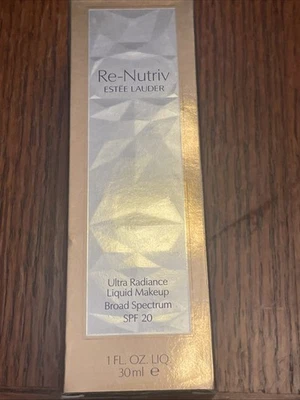 Re-Nutriv
ESTĒE LAUDER
Ultra Radiance
Liquid Makeup
Broad Spectrum
SPF 20
1 FL. OZ. LIQ.
30ml ℮